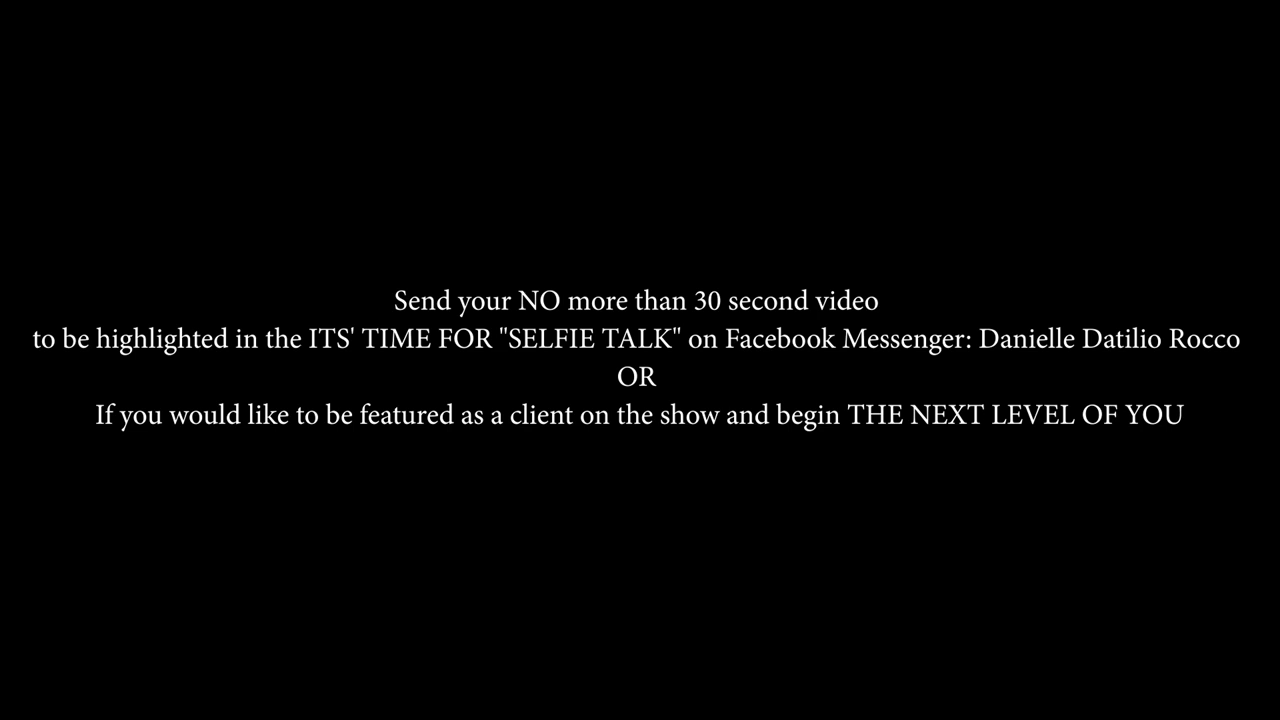 Send your NO more than 30 second video
to be highlighted in the ITS' TIME FOR "SELFIE TALK" on Facebook Messenger: Danielle Datilio Rocco
OR
If you would like to be featured as a client on the show and begin THE NEXT LEVEL OF YOU